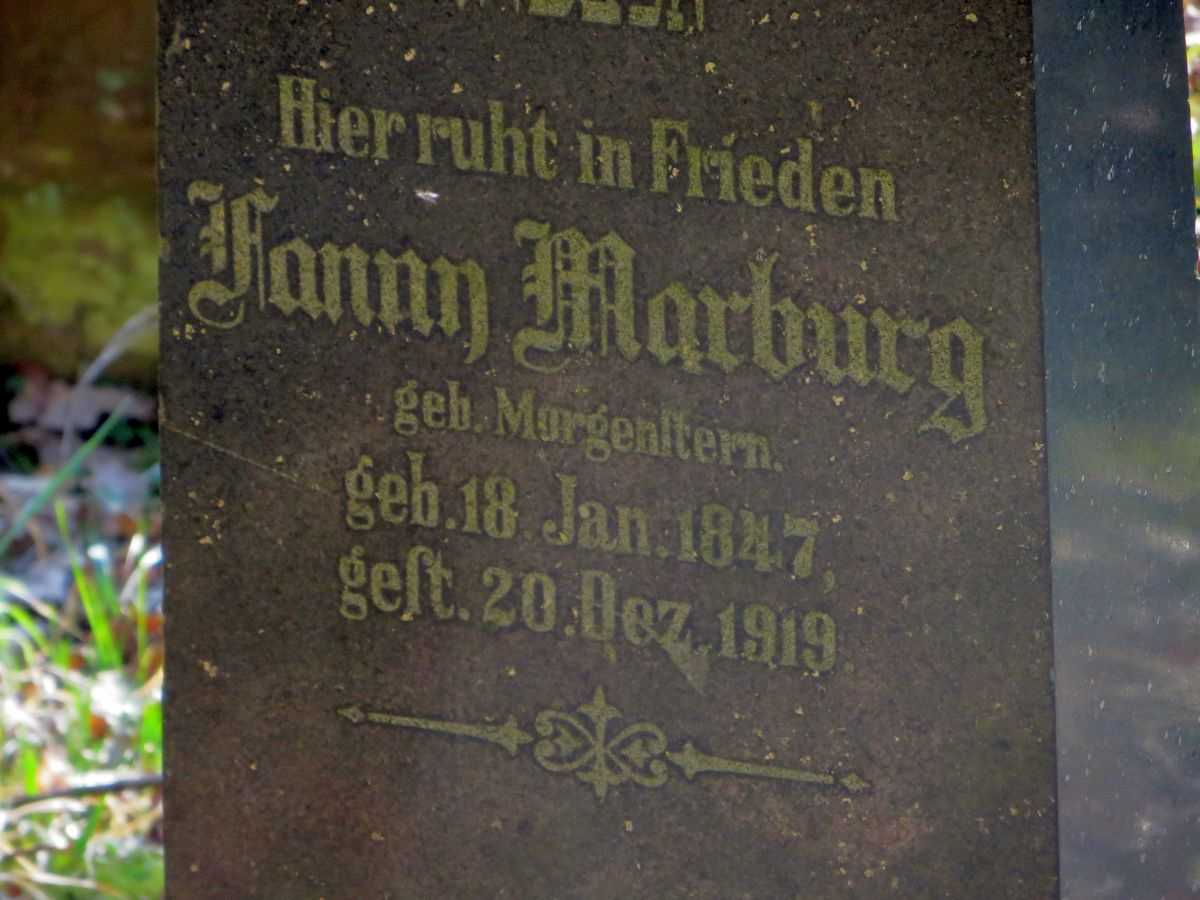 Hier ruht in Frieden
Fanny Marburg
geb. Morgenſtern.
geb. 18. Jan. 1847,
geſt. 20. Dez. 1919.